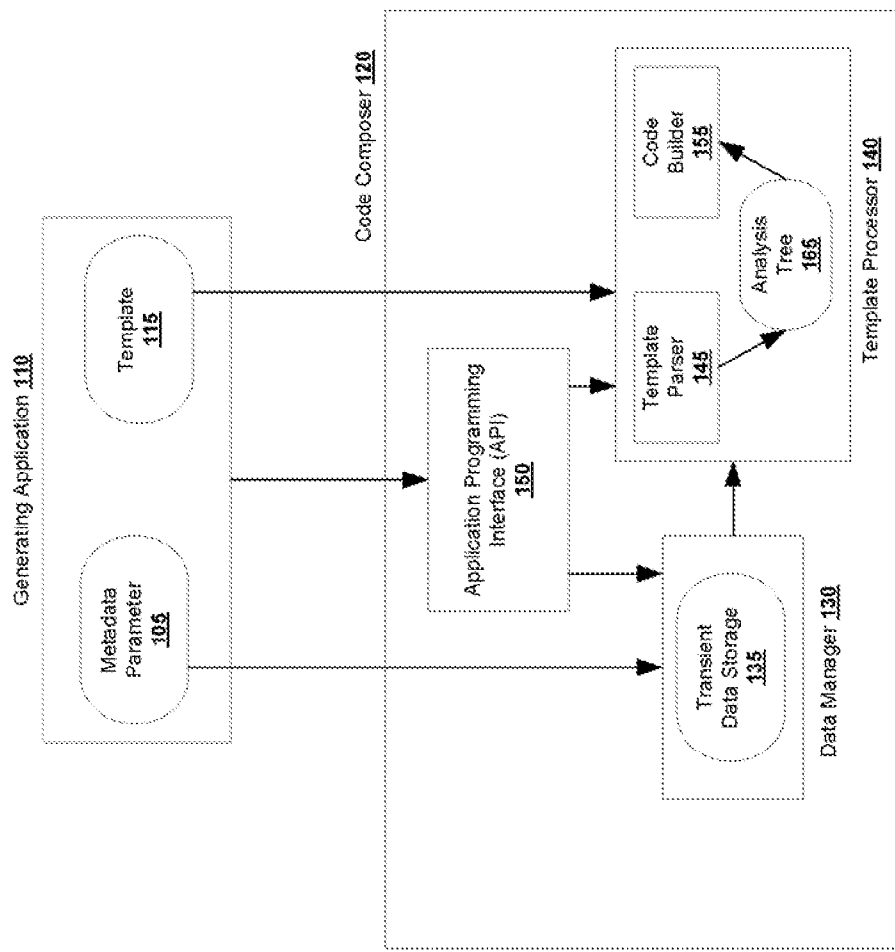 Generating Application 110
Metadata
Parameter
105
Template
115
Code Composer 120
Application Programming
Interface (API)
150
Transient
Data Storage
135
Data Manager 130
Template
Parser
145
Analysis
Tree
165
Code
Builder
155
Template Processor 140